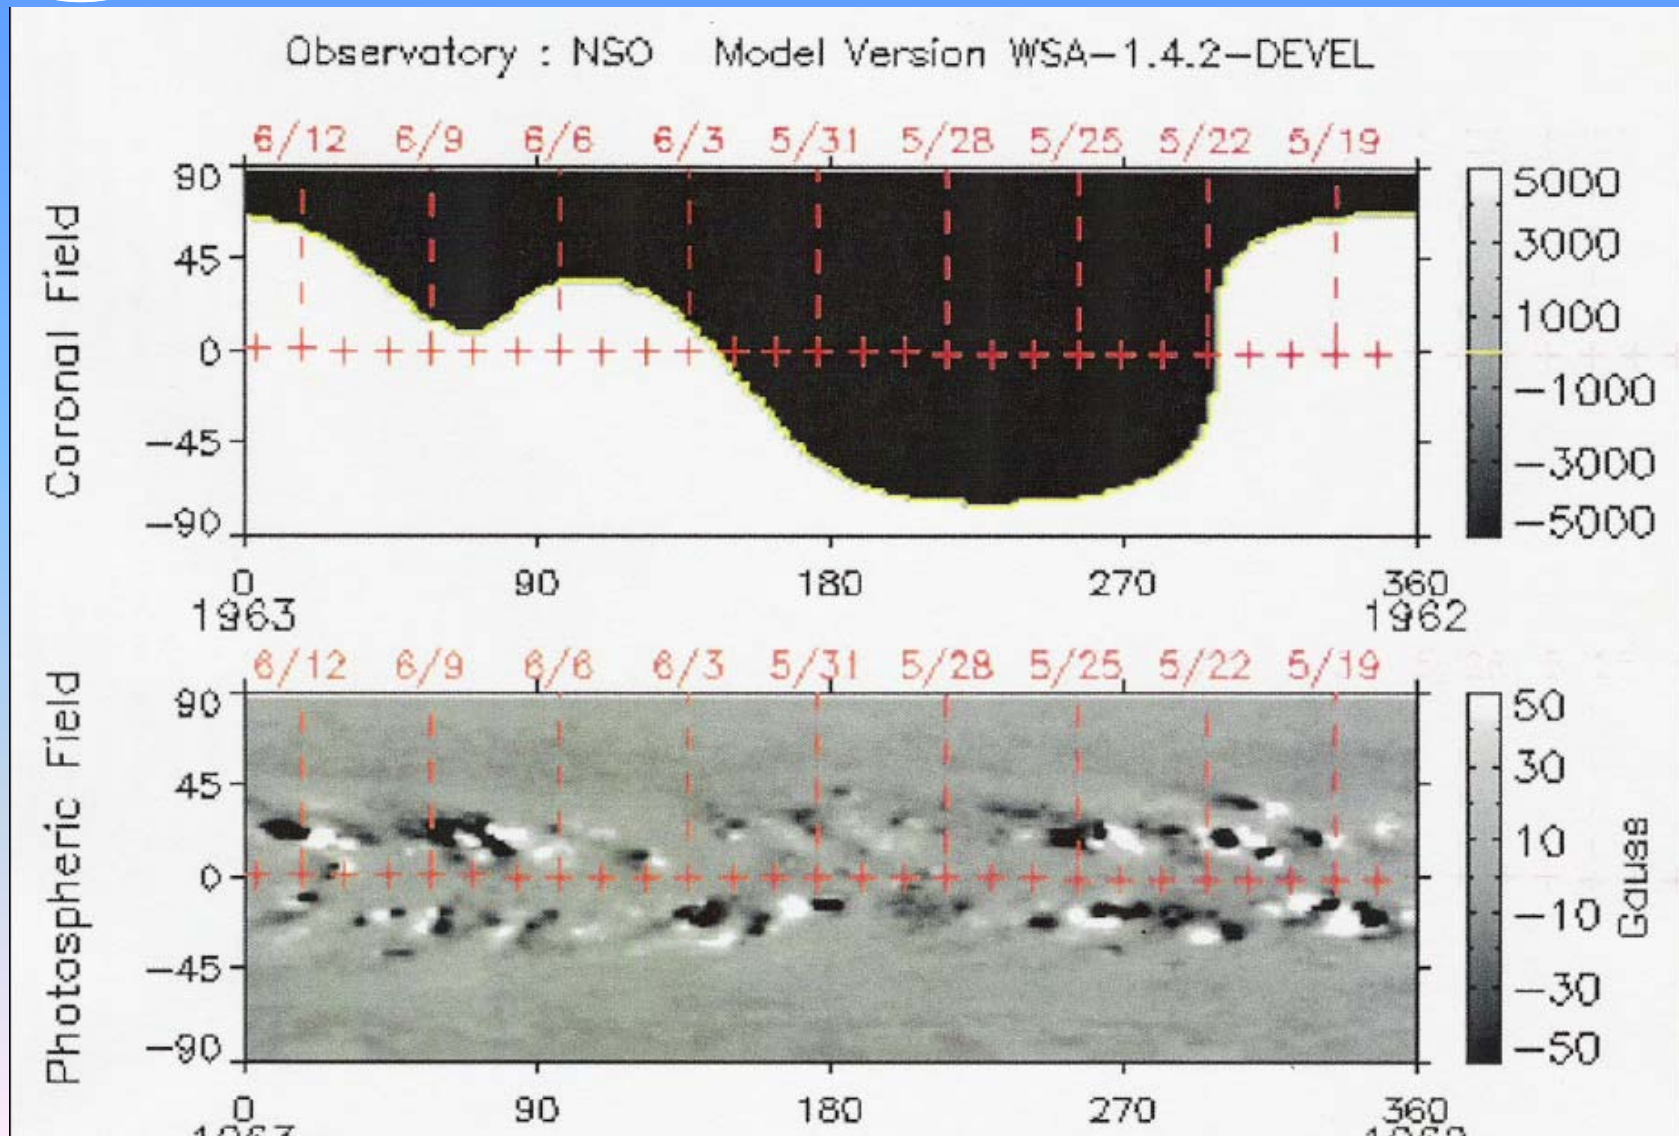 Observatory : NSO Model Version WSA-1.4.2-DEVEL
6/12 6/9 6/6 6/3 5/31 5/28 5/25 5/22 5/19
Coronal Field
90
45
0
-45
-90
5000
3000
1000
-1000
-3000
-5000
0 90 180 270 360
1963 1962
6/12 6/9 6/6 6/3 5/31 5/28 5/25 5/22 5/19
Photospheric Field
90
45
0
-45
-90
50
30
10
-10
-30
-50
Gauss
0 90 180 270 360